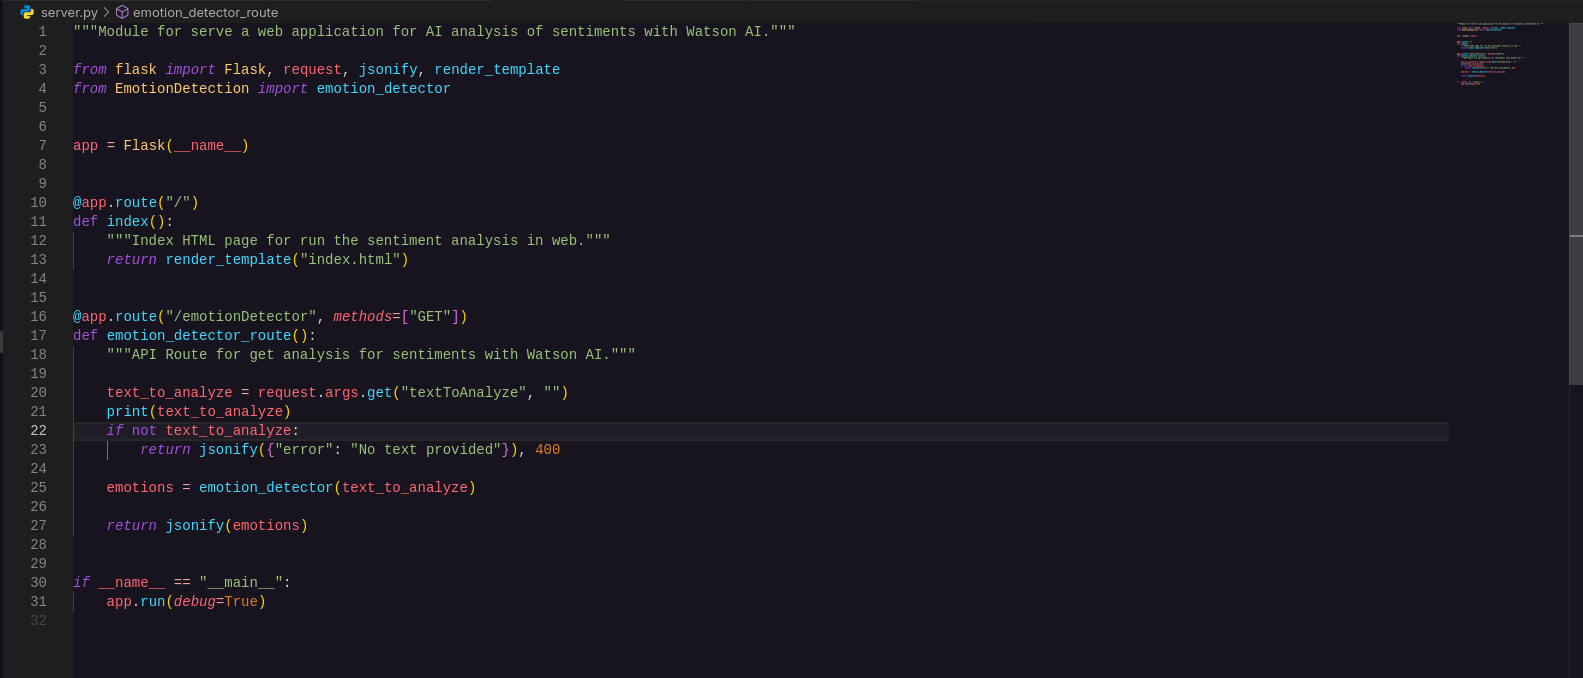 server.py > emotion_detector_route
1 """Module for serve a web application for AI analysis of sentiments with Watson AI."""
2
3 from flask import Flask, request, jsonify, render_template
4 from EmotionDetection import emotion_detector
5
6
7 app = Flask(__name__)
8
9
10 @app.route("/")
11 def index():
12     """Index HTML page for run the sentiment analysis in web."""
13     return render_template("index.html")
14
15
16 @app.route("/emotionDetector", methods=["GET"])
17 def emotion_detector_route():
18     """API Route for get analysis for sentiments with Watson AI."""
19
20     text_to_analyze = request.args.get("textToAnalyze", "")
21     print(text_to_analyze)
22     if not text_to_analyze:
23         return jsonify({"error": "No text provided"}), 400
24
25     emotions = emotion_detector(text_to_analyze)
26
27     return jsonify(emotions)
28
29
30 if __name__ == "__main__":
31     app.run(debug=True)
32